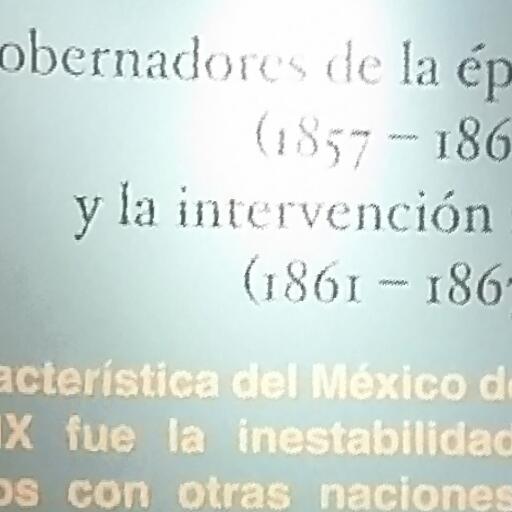 obernadores de la ép
(1857 – 186
y la intervención
(1861 – 186
acterística del México d
IX fue la inestabilidad
os con otras naciones